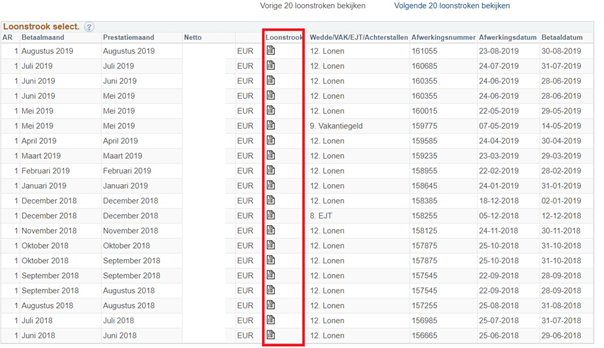 Vorige 20 loonstroken bekijken Volgende 20 loonstroken bekijken
Loonstrook select. ?
AR Betaalmaand Prestatiemaand Netto Loonstrook Wedde/VAK/EJT/Achterstallen Afwerkingsnummer Afwerkingsdatum Betaaldatum
1 Augustus 2019 Augustus 2019 EUR 12. Lonen 161055 23-08-2019 30-08-2019
1 Juli 2019 Juli 2019 EUR 12. Lonen 160685 24-07-2019 31-07-2019
1 Juni 2019 Juni 2019 EUR 12. Lonen 160355 24-06-2019 28-06-2019
1 Juni 2019 Mei 2019 EUR 12. Lonen 160355 24-06-2019 28-06-2019
1 Mei 2019 Mei 2019 EUR 12. Lonen 160015 22-05-2019 29-05-2019
1 Mei 2019 Mei 2019 EUR 9. Vakantiegeld 159775 07-05-2019 14-05-2019
1 April 2019 April 2019 EUR 12. Lonen 159585 24-04-2019 30-04-2019
1 Maart 2019 Maart 2019 EUR 12. Lonen 159235 23-03-2019 29-03-2019
1 Februari 2019 Februari 2019 EUR 12. Lonen 158955 22-02-2019 28-02-2019
1 Januari 2019 Januari 2019 EUR 12. Lonen 158645 24-01-2019 31-01-2019
1 December 2018 December 2018 EUR 12. Lonen 158385 18-12-2018 02-01-2019
1 December 2018 December 2018 EUR 8. EJT 158255 05-12-2018 12-12-2018
1 November 2018 November 2018 EUR 12. Lonen 158125 24-11-2018 30-11-2018
1 Oktober 2018 Oktober 2018 EUR 12. Lonen 157875 25-10-2018 31-10-2018
1 Oktober 2018 September 2018 EUR 12. Lonen 157875 25-10-2018 31-10-2018
1 September 2018 September 2018 EUR 12. Lonen 157545 22-09-2018 28-09-2018
1 September 2018 Augustus 2018 EUR 12. Lonen 157545 22-09-2018 28-09-2018
1 Augustus 2018 Augustus 2018 EUR 12. Lonen 157255 25-08-2018 31-08-2018
1 Juli 2018 Juli 2018 EUR 12. Lonen 156985 25-07-2018 31-07-2018
1 Juni 2018 Juni 2018 EUR 12. Lonen 156665 25-06-2018 29-06-2018